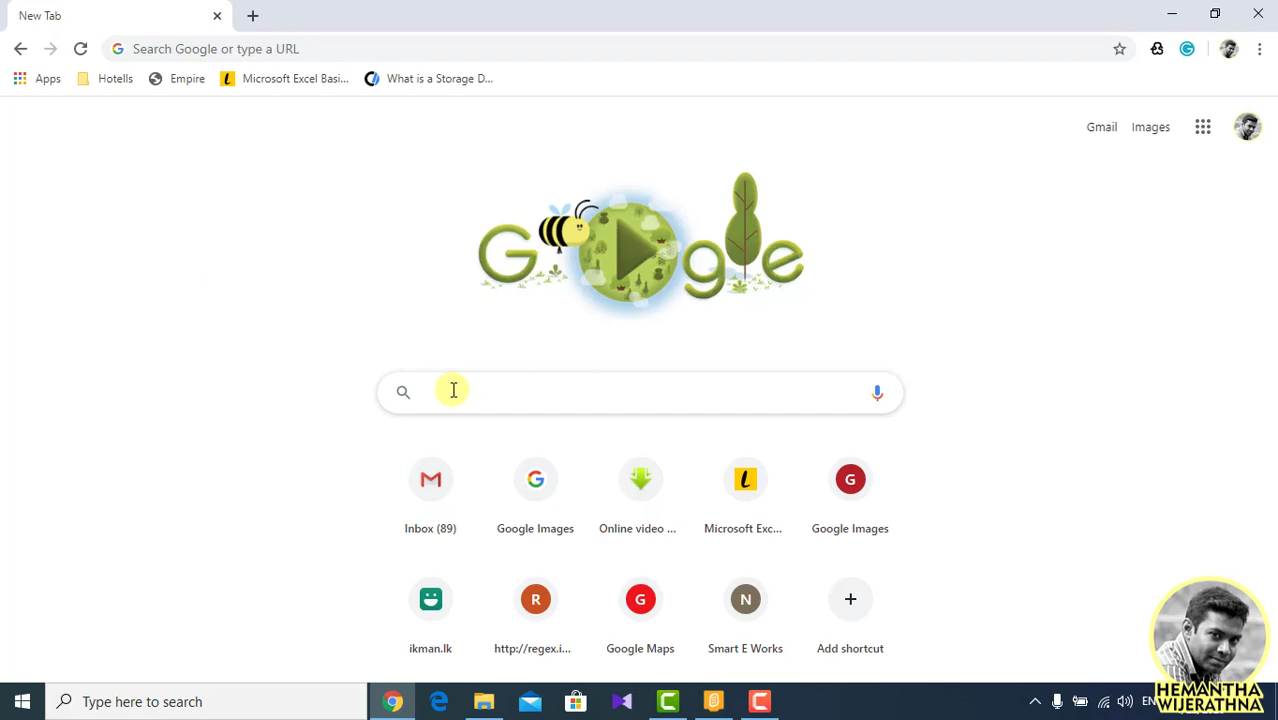 New Tab
Search Google or type a URL
Apps
Hotells
Empire
Microsoft Excel Basi...
What is a Storage D...
Gmail
Images
Google
Inbox (89)
Google Images
Online video ...
L
Microsoft Exc...
G
Google Images
ikman.lk
R
http://regex.i...
G
Google Maps
N
Smart E Works
Add shortcut
Type here to search
EN
HEMANTHA
WIJERATHNA